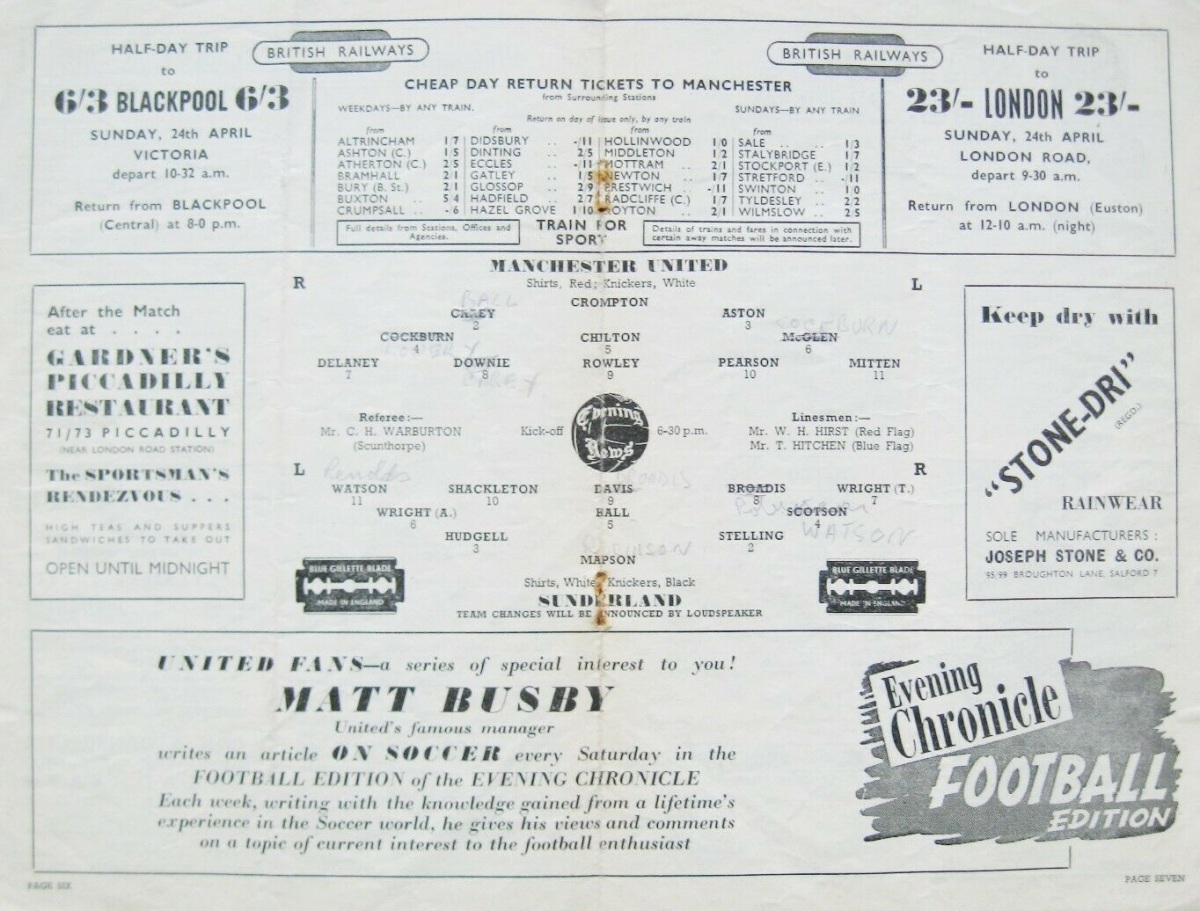 HALF-DAY TRIP
to
6/3 BLACKPOOL 6/3
SUNDAY, 24th APRIL
VICTORIA
depart 10-32 a.m.
Return from BLACKPOOL
(Central) at 8-0 p.m.
BRITISH RAILWAYS
BRITISH RAILWAYS
CHEAP DAY RETURN TICKETS TO MANCHESTER
from Surrounding Stations
WEEKDAYS—BY ANY TRAIN.
SUNDAYS—BY ANY TRAIN
Return on day of issue only, by any train
from from from from
ALTRINCHAM 1/7 DIDSBURY .. -/11 HOLLINWOOD 1/0 SALE .. .. 1/3
ASHTON (C.) 1/5 DINTING .. 2/5 MIDDLETON .. 1/2 STALYBRIDGE 1/7
ATHERTON (C.) 2/5 ECCLES .. -/11 MOTTRAM .. 2/1 STOCKPORT (E.) 1/2
BRAMHALL 2/1 GATLEY .. 1/5 NEWTON .. 1/7 STRETFORD .. -/11
BURY (B. St.) 2/1 GLOSSOP .. 2/9 PRESTWICH .. -/11 SWINTON .. 1/0
BUXTON .. 5/4 HADFIELD .. 2/7 RADCLIFFE (C.) 1/7 TYLDESLEY .. 2/2
CRUMPSALL .. -/6 HAZEL GROVE 1/10 ROYTON .. 2/1 WILMSLOW .. 2/5
Full details from Stations, Offices and
Agencies.
TRAIN FOR
SPORT
Details of trains and fares in connection with
certain away matches will be announced later.
HALF-DAY TRIP
to
23/- LONDON 23/-
SUNDAY, 24th APRIL
LONDON ROAD,
depart 9-30 a.m.
Return from LONDON (Euston)
at 12-10 a.m. (night)
After the Match
eat at . . . .
GARDNER'S
PICCADILLY
RESTAURANT
71/73 PICCADILLY
(NEAR LONDON ROAD STATION)
The SPORTSMAN'S
RENDEZVOUS . . .
HIGH TEAS AND SUPPERS
SANDWICHES TO TAKE OUT
OPEN UNTIL MIDNIGHT
MANCHESTER UNITED
R Shirts, Red; Knickers, White L
CROMPTON
BALL
CAREY ASTON
2 3
COCKBURN
COCKBURN CHILTON McGLEN
4 5 6
LOWERY
DELANEY DOWNIE ROWLEY PEARSON MITTEN
7 8 9 10 11
CAREY
Referee:—
Mr. C. H. WARBURTON
(Scunthorpe)
Kick-off Evening News 6-30 p.m.
Linesmen:—
Mr. W. H. HIRST (Red Flag)
Mr. T. HITCHEN (Blue Flag)
L R
BROADIS
WATSON SHACKLETON DAVIS BROADIS WRIGHT (T.)
11 10 9 8 7
WRIGHT (A.) HALL SCOTSON
6 5 4
WATSON
HUDGELL STELLING
3 2
ROBINSON
MAPSON
Shirts, White; Knickers, Black
SUNDERLAND
TEAM CHANGES WILL BE ANNOUNCED BY LOUDSPEAKER
BLUE GILLETTE BLADE
MADE IN ENGLAND
BLUE GILLETTE BLADE
MADE IN ENGLAND
Keep dry with
"STONE-DRI"
(REGD.)
RAINWEAR
SOLE MANUFACTURERS:
JOSEPH STONE & CO.
95/99 BROUGHTON LANE, SALFORD 7
UNITED FANS—a series of special interest to you!
MATT BUSBY
United's famous manager
writes an article ON SOCCER every Saturday in the
FOOTBALL EDITION of the EVENING CHRONICLE
Each week, writing with the knowledge gained from a lifetime's
experience in the Soccer world, he gives his views and comments
on a topic of current interest to the football enthusiast
Evening
Chronicle
FOOTBALL
EDITION
PAGE SIX
PAGE SEVEN